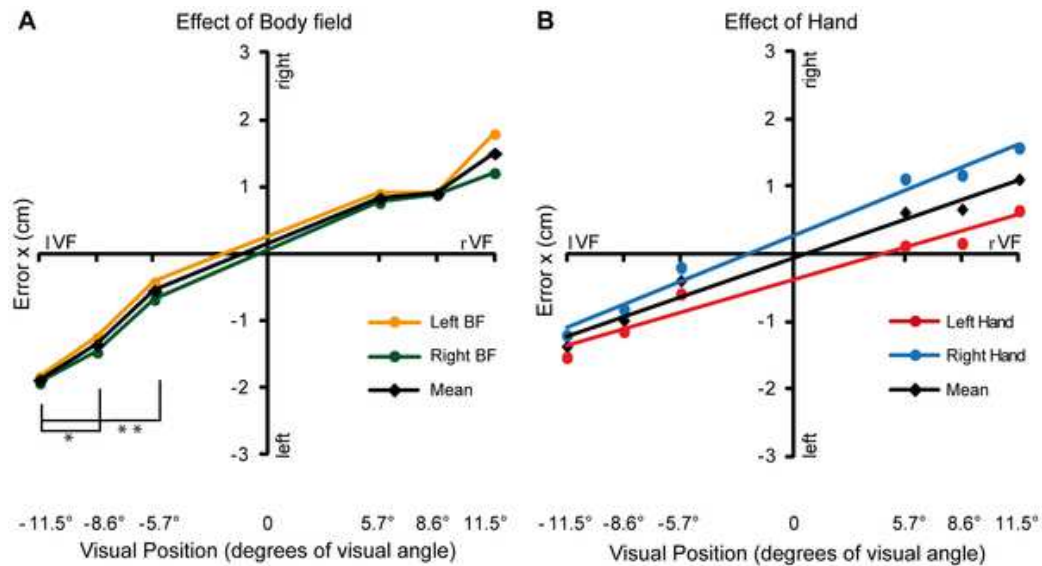 A
Effect of Body field
3
2
1
-1
-2
-3
right
left
Error x (cm)
lVF
rVF
Left BF
Right BF
Mean
*
**
-11.5°
-8.6°
-5.7°
0
5.7°
8.6°
11.5°
Visual Position (degrees of visual angle)
B
Effect of Hand
3
2
1
-1
-2
-3
right
left
Error x (cm)
lVF
rVF
Left Hand
Right Hand
Mean
-11.5°
-8.6°
-5.7°
0
5.7°
8.6°
11.5°
Visual Position (degrees of visual angle)